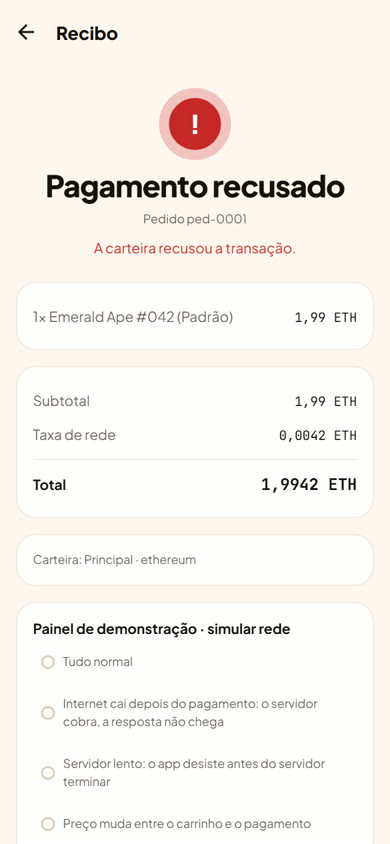 Recibo
!
Pagamento recusado
Pedido ped-0001
A carteira recusou a transação.
1x Emerald Ape #042 (Padrão) 1,99 ETH
Subtotal 1,99 ETH
Taxa de rede 0,0042 ETH
Total 1,9942 ETH
Carteira: Principal · ethereum
Painel de demonstração · simular rede
Tudo normal
Internet cai depois do pagamento: o servidor
cobra, a resposta não chega
Servidor lento: o app desiste antes do servidor
terminar
Preço muda entre o carrinho e o pagamento